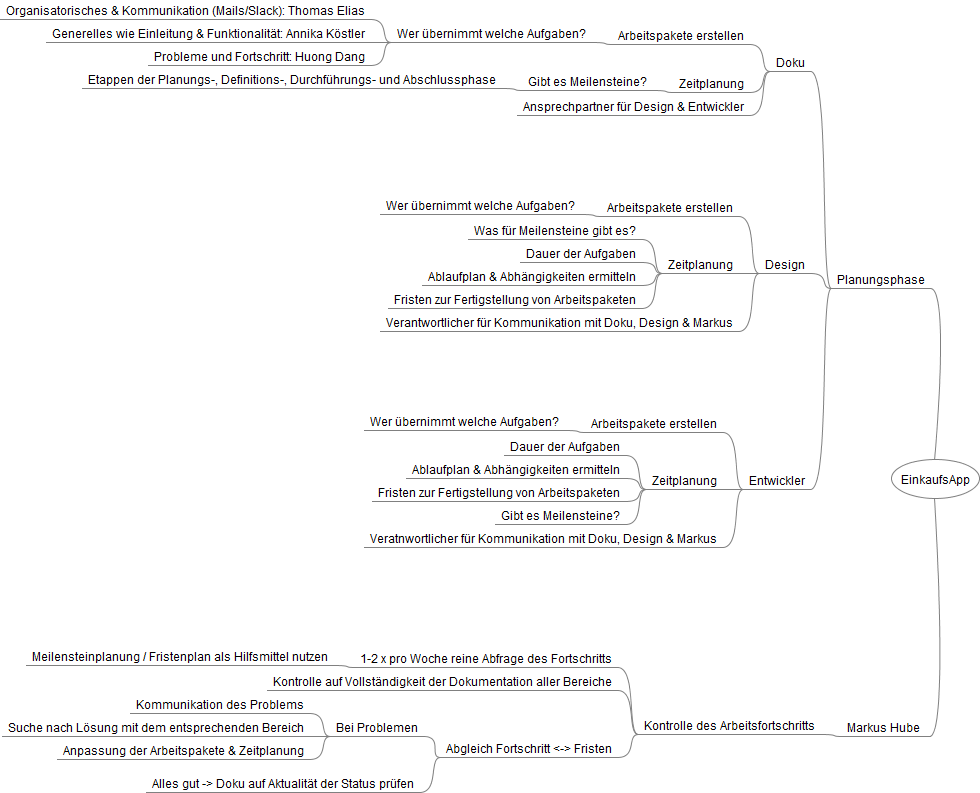 Organisatorisches & Kommunikation (Mails/Slack): Thomas Elias
Generelles wie Einleitung & Funktionalität: Annika Köstler
Probleme und Fortschritt: Huong Dang
Wer übernimmt welche Aufgaben?
Arbeitspakete erstellen
Etappen der Planungs-, Definitions-, Durchführungs- und Abschlussphase
Gibt es Meilensteine?
Zeitplanung
Ansprechpartner für Design & Entwickler
Doku
Wer übernimmt welche Aufgaben?
Arbeitspakete erstellen
Was für Meilensteine gibt es?
Dauer der Aufgaben
Ablaufplan & Abhängigkeiten ermitteln
Fristen zur Fertigstellung von Arbeitspaketen
Zeitplanung
Verantwortlicher für Kommunikation mit Doku, Design & Markus
Design
Planungsphase
Wer übernimmt welche Aufgaben?
Arbeitspakete erstellen
Dauer der Aufgaben
Ablaufplan & Abhängigkeiten ermitteln
Fristen zur Fertigstellung von Arbeitspaketen
Gibt es Meilensteine?
Zeitplanung
Veratnwortlicher für Kommunikation mit Doku, Design & Markus
Entwickler
EinkaufsApp
Meilensteinplanung / Fristenplan als Hilfsmittel nutzen
1-2 x pro Woche reine Abfrage des Fortschritts
Kontrolle auf Vollständigkeit der Dokumentation aller Bereiche
Kommunikation des Problems
Suche nach Lösung mit dem entsprechenden Bereich
Anpassung der Arbeitspakete & Zeitplanung
Bei Problemen
Alles gut -> Doku auf Aktualität der Status prüfen
Abgleich Fortschritt <-> Fristen
Kontrolle des Arbeitsfortschritts
Markus Hube